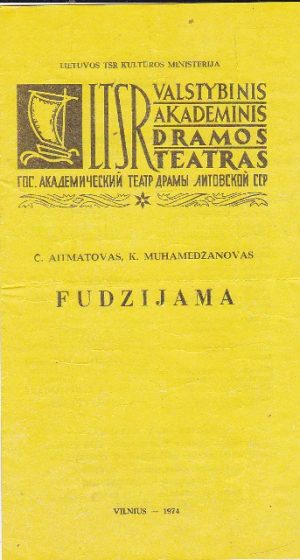 LIETUVOS TSR KULTŪROS MINISTERIJA
LTSR VALSTYBINIS
AKADEMINIS
DRAMOS
TEATRAS
ГОС. АКАДЕМИЧЕСКИЙ ТЕАТР ДРАМЫ ЛИТОВСКОЙ ССР
Č. AITMATOVAS, K. MUHAMEDŽANOVAS
FUDZIJAMA
VILNIUS — 1974